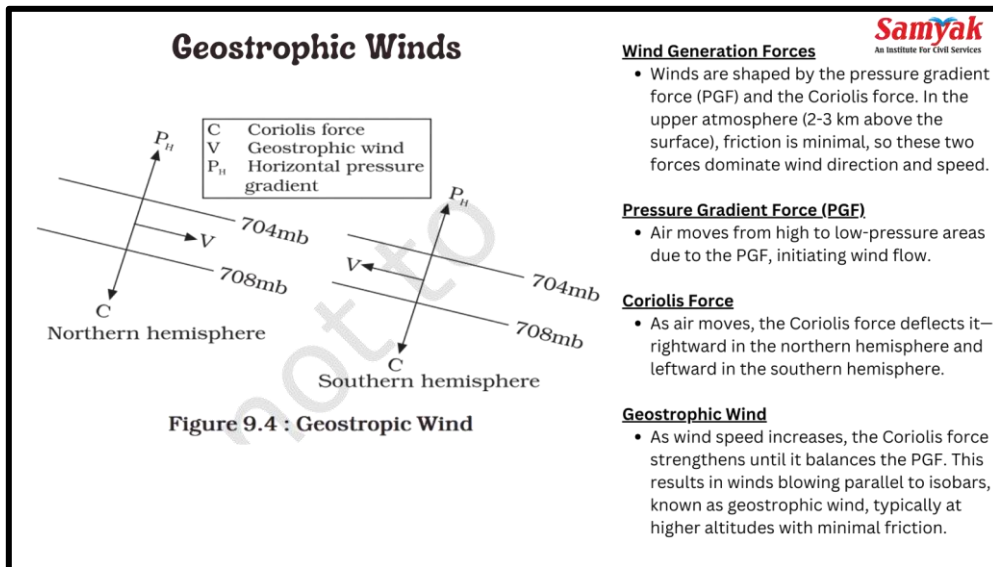 Geostrophic Winds
Samyak
An Institute For Civil Services
C Coriolis force
V Geostrophic wind
P_H Horizontal pressure
gradient
P_H
704mb
V
708mb
C
Northern hemisphere
P_H
704mb
V
708mb
C
Southern hemisphere
not to
Figure 9.4 : Geostropic Wind
Wind Generation Forces
• Winds are shaped by the pressure gradient
force (PGF) and the Coriolis force. In the
upper atmosphere (2-3 km above the
surface), friction is minimal, so these two
forces dominate wind direction and speed.
Pressure Gradient Force (PGF)
• Air moves from high to low-pressure areas
due to the PGF, initiating wind flow.
Coriolis Force
• As air moves, the Coriolis force deflects it—
rightward in the northern hemisphere and
leftward in the southern hemisphere.
Geostrophic Wind
• As wind speed increases, the Coriolis force
strengthens until it balances the PGF. This
results in winds blowing parallel to isobars,
known as geostrophic wind, typically at
higher altitudes with minimal friction.